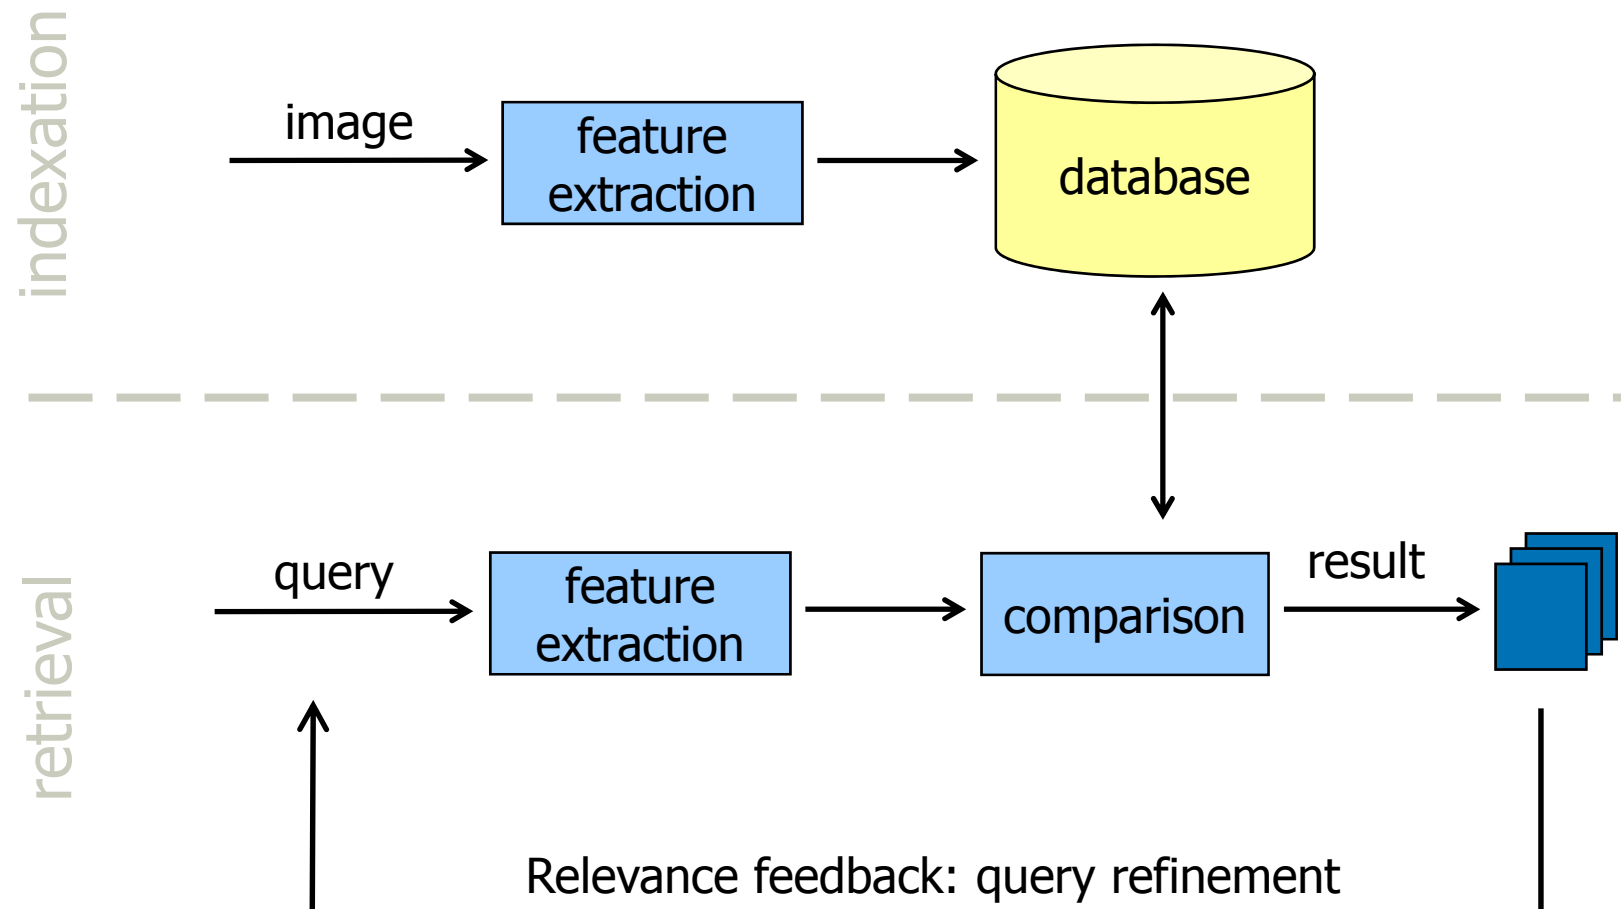 indexation
image
feature
extraction
database
retrieval
query
feature
extraction
comparison
result
Relevance feedback: query refinement